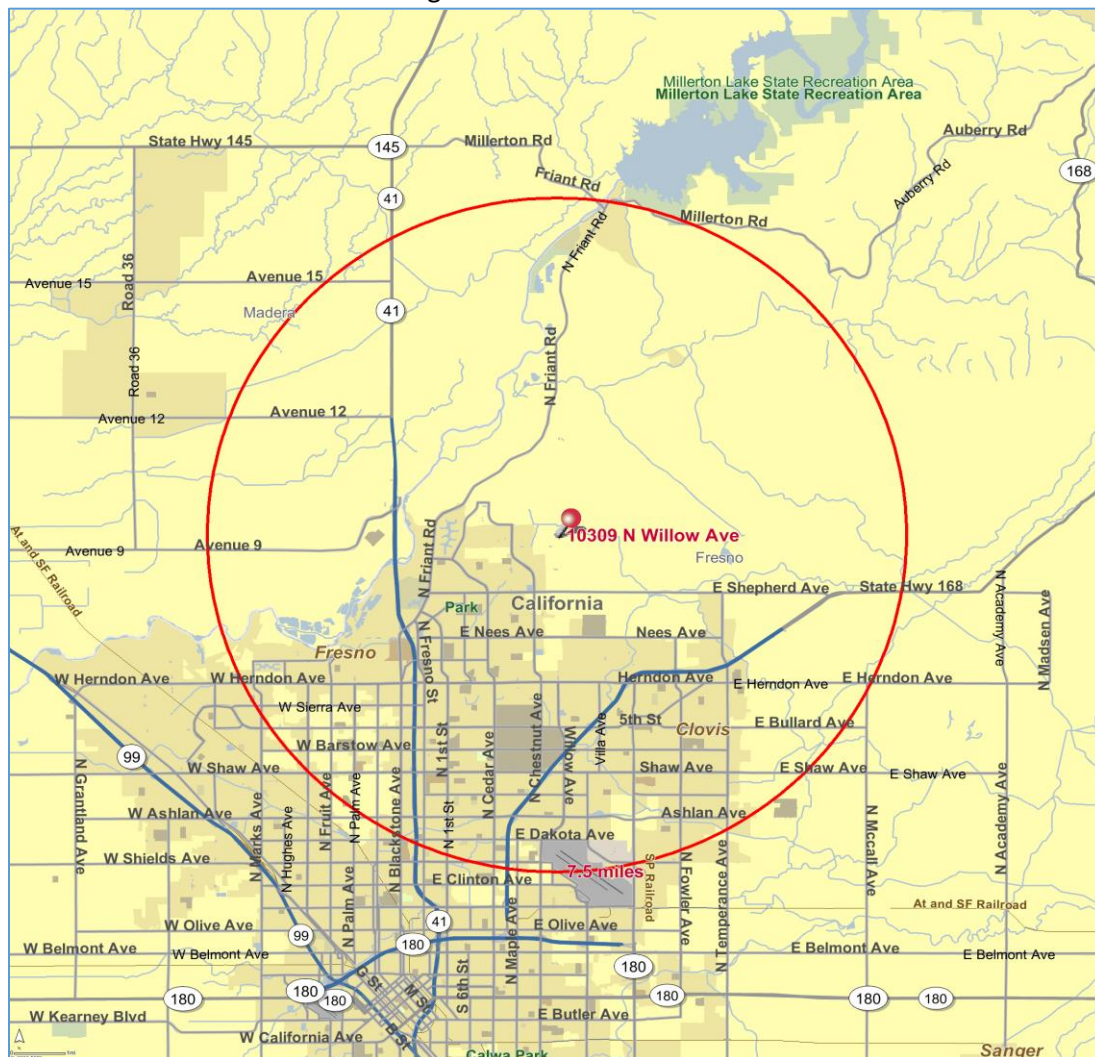 Millerton Lake State Recreation Area
Millerton Lake State Recreation Area
Auberry Rd
State Hwy 145
145
Millerton Rd
168
Friant Rd
Auberry Rd
41
Millerton Rd
N Friant Rd
Road 36
Avenue 15
Avenue 15
Madera
41
Road 36
N Friant Rd
Avenue 12
Avenue 12
10309 N Willow Ave
At and SF Railroad
N Friant Rd
Avenue 9
Avenue 9
Fresno
E Shepherd Ave
State Hwy 168
N Academy Ave
N Madsen Ave
Park
California
E Nees Ave
Nees Ave
Fresno
N Fresno St
W Herndon Ave
W Herndon Ave
Herndon Ave
E Herndon Ave
E Herndon Ave
W Sierra Ave
5th St
E Bullard Ave
Clovis
N Chestnut Ave
Willow Ave
Villa Ave
W Barstow Ave
N 1st St
99
N Grantland Ave
W Shaw Ave
N Cedar Ave
Shaw Ave
E Shaw Ave
E Shaw Ave
W Ashlan Ave
N Marks Ave
N Hughes Ave
N Fruit Ave
N Palm Ave
N Blackstone Ave
N 1st St
Ashlan Ave
E Dakota Ave
N Mccall Ave
N Academy Ave
W Shields Ave
7.5 miles
E Clinton Ave
SP Railroad
N Fowler Ave
N Temperance Ave
N Palm Ave
At and SF Railroad
W Olive Ave
41
N Maple Ave
E Olive Ave
W Belmont Ave
99
W Belmont Ave
180
E Belmont Ave
E Belmont Ave
180
G St
M St
S 6th St
180
180
180
180
180
180
W Kearney Blvd
B St
E Butler Ave
W California Ave
Calwa Park
Sanger